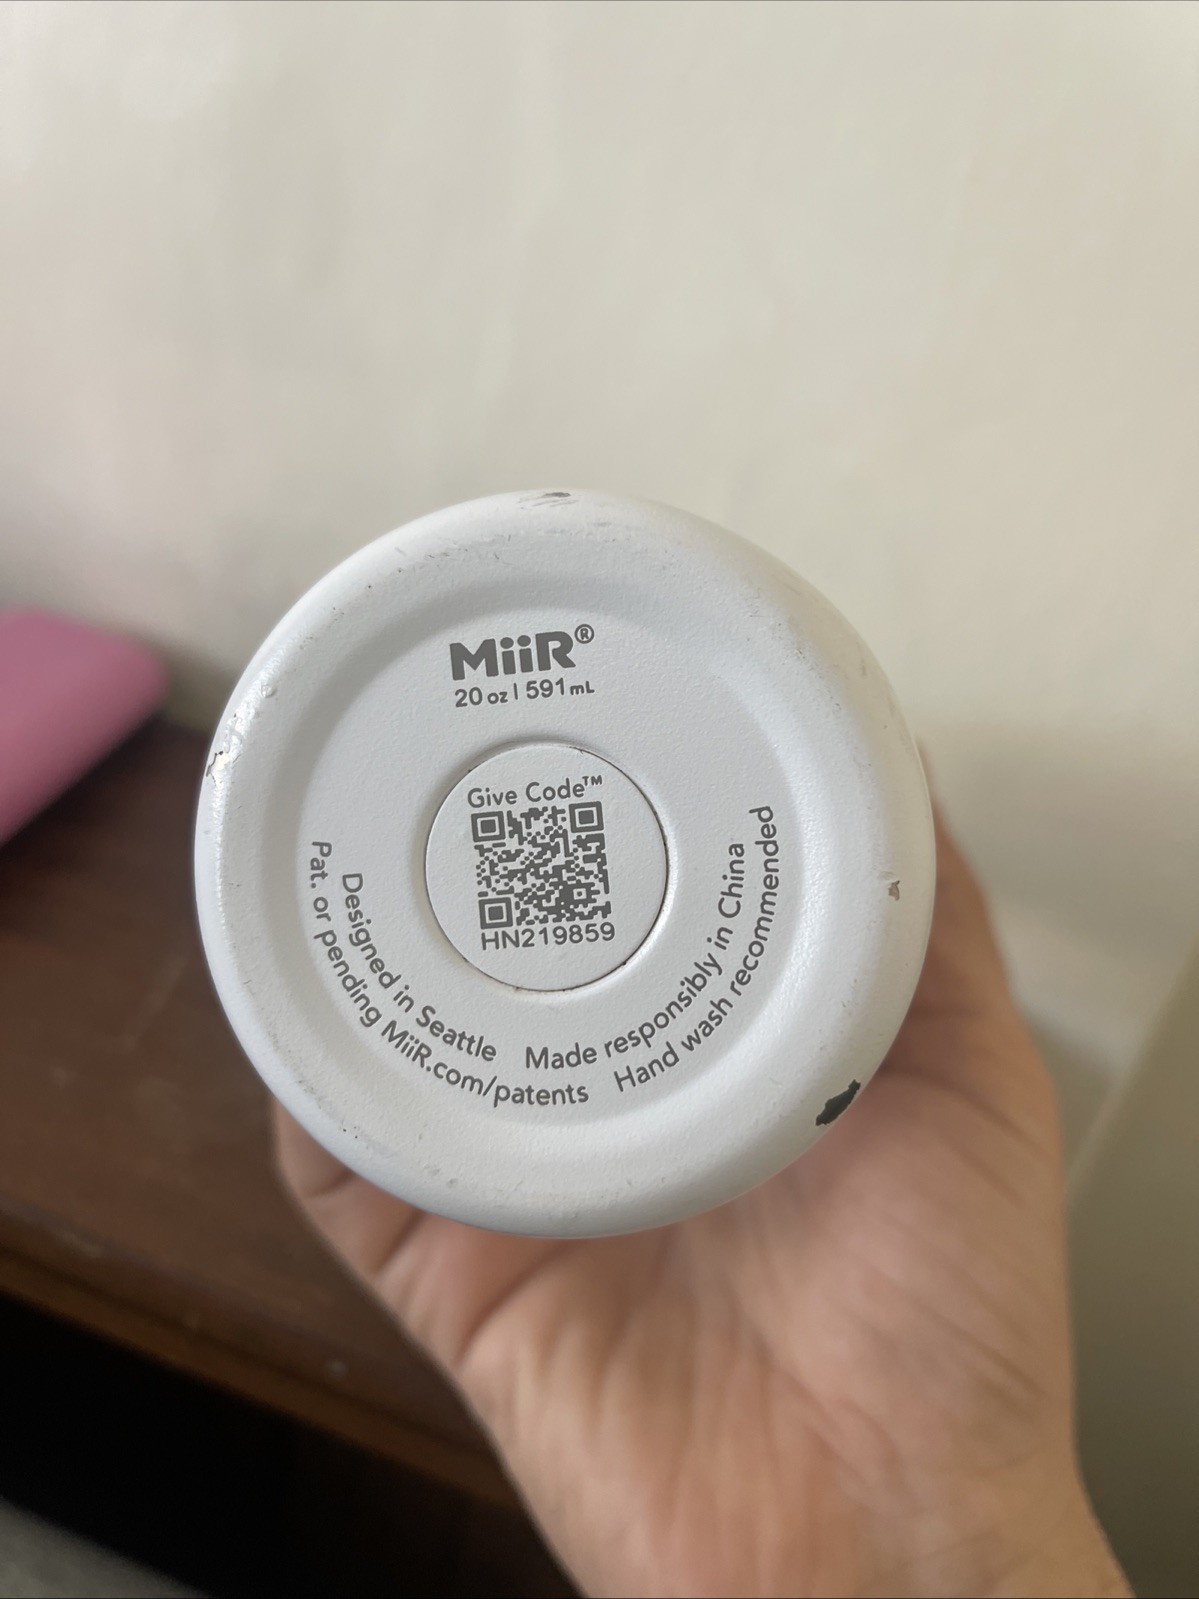 MiiR®
20 oz | 591 mL
Give Code™
HN219859
Designed in Seattle
Pat. or pending MiiR.com/patents
Made responsibly in China
Hand wash recommended